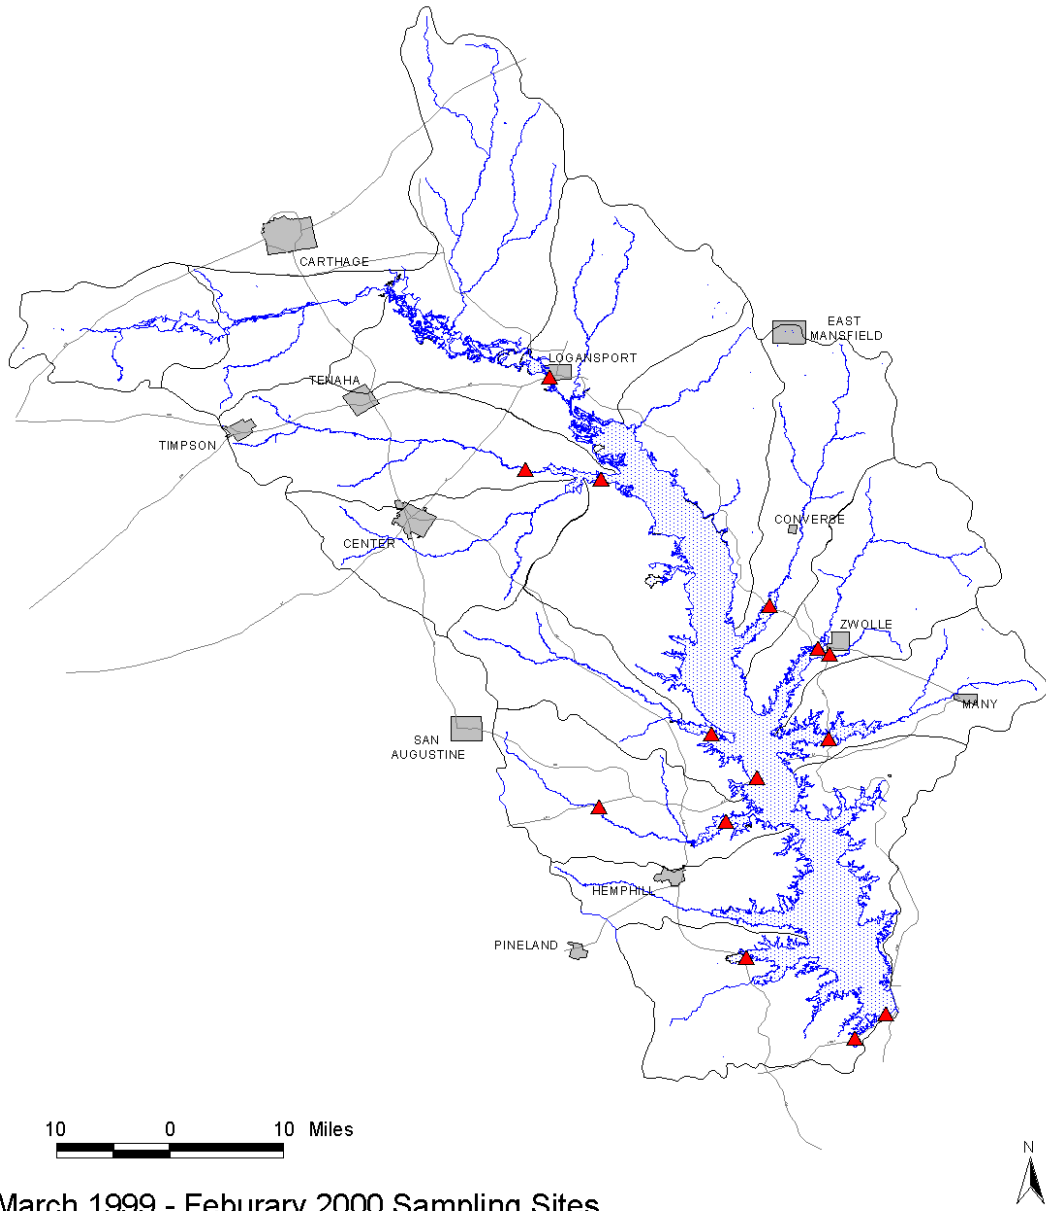 CARTHAGE
EAST
MANSFIELD
LOGANSPORT
TENAHA
TIMPSON
CONVERSE
CENTER
ZWOLLE
MANY
SAN
AUGUSTINE
HEMPHILL
PINELAND
10 0 10 Miles
N
March 1999 - Feburary 2000 Sampling Sites